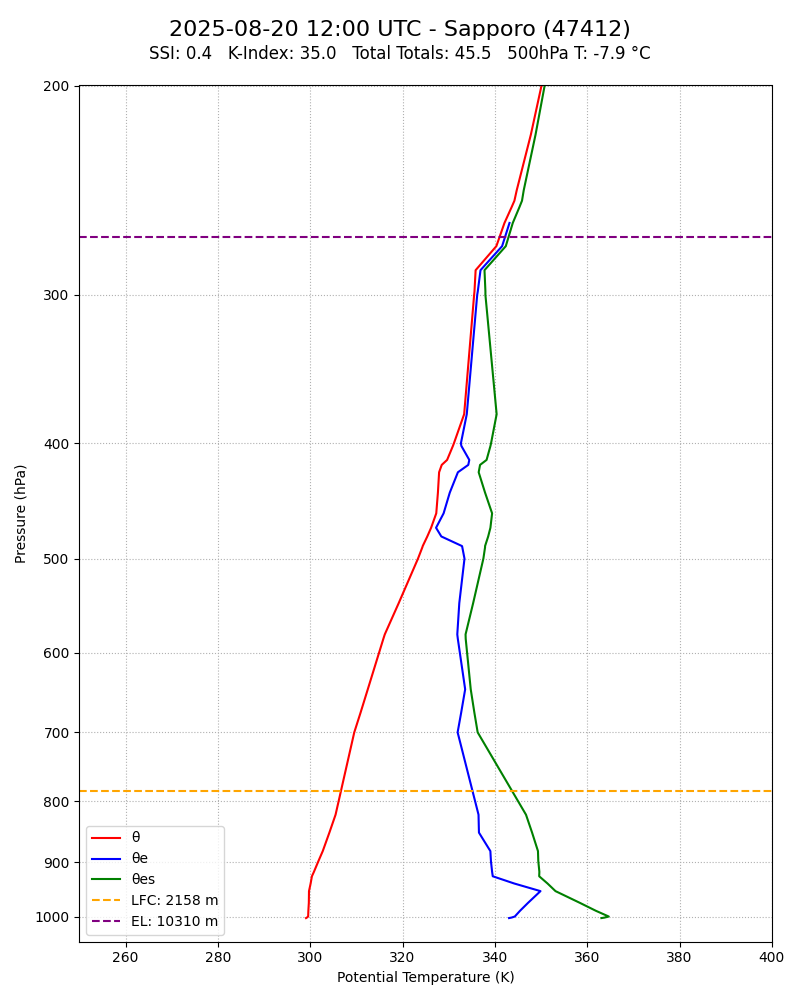 2025-08-20 12:00 UTC - Sapporo (47412)
SSI: 0.4   K-Index: 35.0   Total Totals: 45.5   500hPa T: -7.9 °C
200
300
400
500
600
700
800
900
1000
Pressure (hPa)
θ
θe
θes
LFC: 2158 m
EL: 10310 m
260 280 300 320 340 360 380 400
Potential Temperature (K)